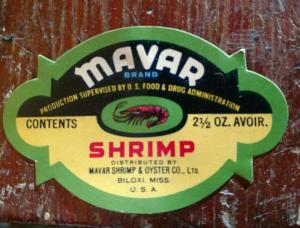 MAVAR
BRAND
PRODUCTION SUPERVISED BY U. S. FOOD & DRUG ADMINISTRATION
CONTENTS 2½ OZ. AVOIR.
SHRIMP
DISTRIBUTED BY
MAVAR SHRIMP & OYSTER CO., LTD.
BILOXI, MISS.
U. S. A.